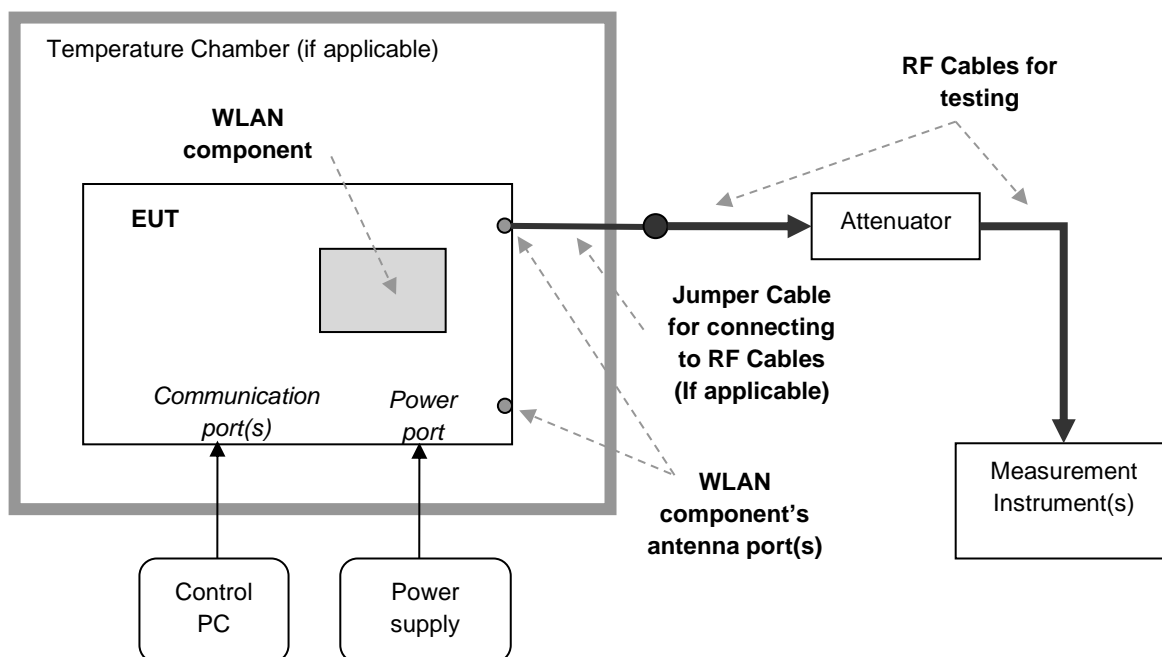 Temperature Chamber (if applicable)
RF Cables for
testing
WLAN
component
EUT
Attenuator
Jumper Cable
for connecting
to RF Cables
(If applicable)
Communication
port(s)
Power
port
WLAN
component’s
antenna port(s)
Measurement
Instrument(s)
Control
PC
Power
supply